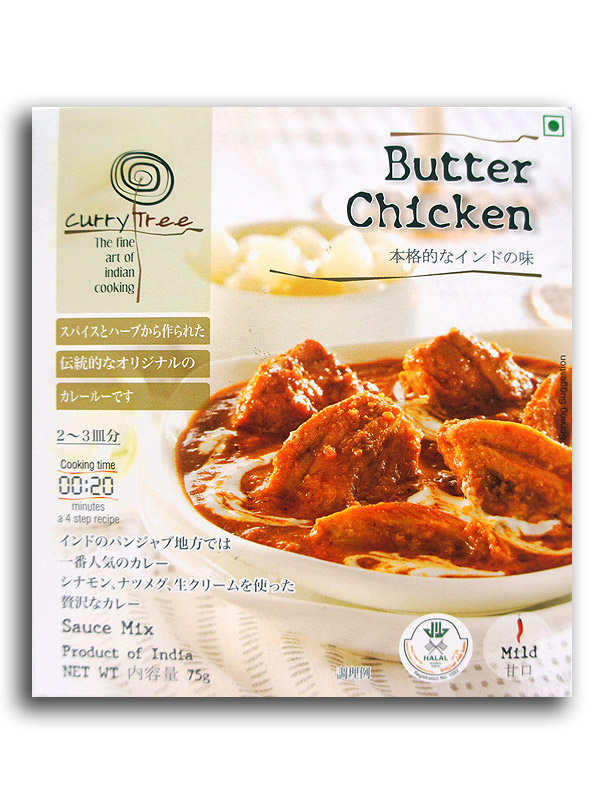 Butter
Chicken
本格的なインドの味
curry tree
The fine
art of
indian
cooking
スパイスとハーブから作られた
伝統的なオリジナルの
カレールーです
2〜3皿分
Cooking time
00:20
minutes
a 4 step recipe
Serving Suggestion
インドのパンジャブ地方では
一番人気のカレー
シナモン、ナツメグ、生クリームを使った
贅沢なカレー
Sauce Mix
Product of India
NET WT 内容量 75g
調理例
HALAL
Registration No. 1002
Mild
甘口